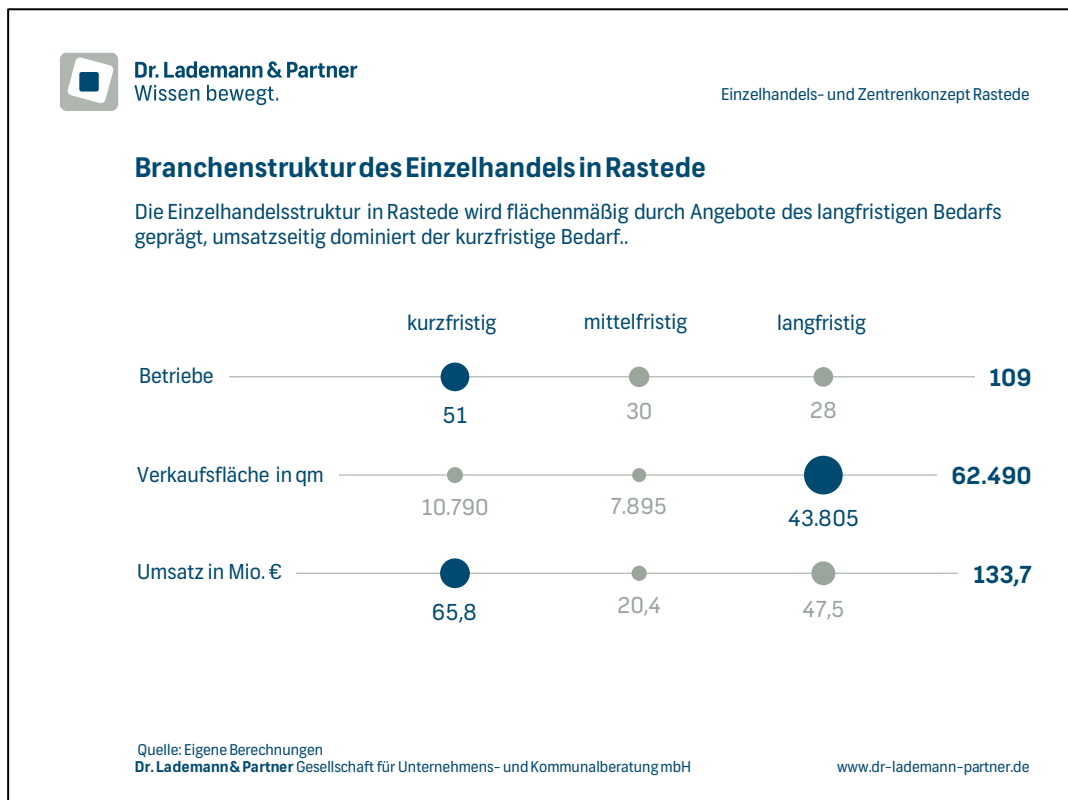 Dr. Lademann & Partner
Wissen bewegt.
Einzelhandels- und Zentrenkonzept Rastede
Branchenstruktur des Einzelhandels in Rastede
Die Einzelhandelsstruktur in Rastede wird flächenmäßig durch Angebote des langfristigen Bedarfs
geprägt, umsatzseitig dominiert der kurzfristige Bedarf..
kurzfristig mittelfristig langfristig
Betriebe 109
51 30 28
Verkaufsfläche in qm 62.490
10.790 7.895 43.805
Umsatz in Mio. € 133,7
65,8 20,4 47,5
Quelle: Eigene Berechnungen
Dr. Lademann & Partner Gesellschaft für Unternehmens- und Kommunalberatung mbH www.dr-lademann-partner.de